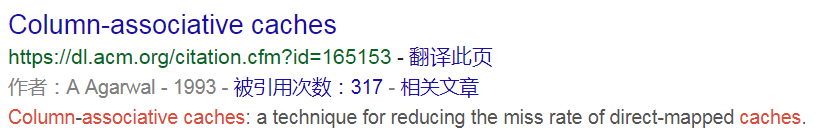 Column-associative caches
https://dl.acm.org/citation.cfm?id=165153 - 翻译此页
作者：A Agarwal - 1993 - 被引用次数：317 - 相关文章
Column-associative caches: a technique for reducing the miss rate of direct-mapped caches.